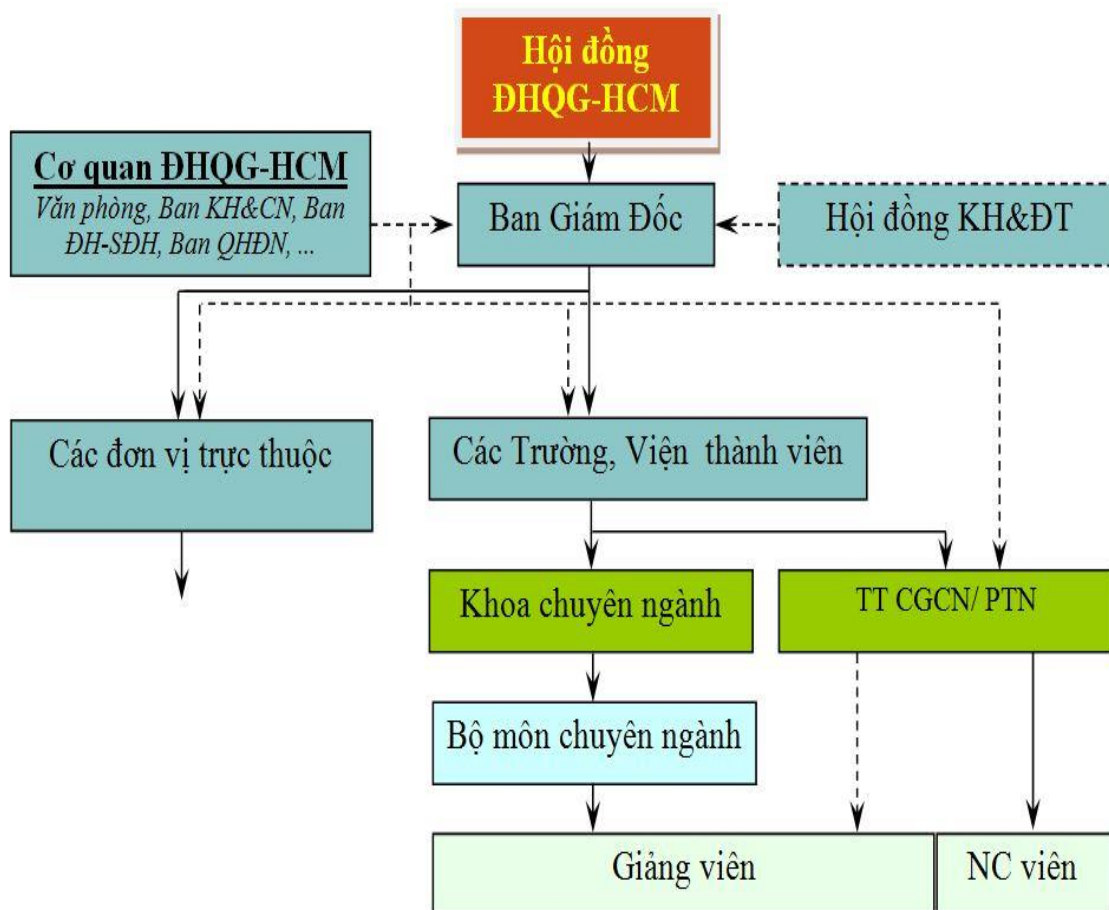 Hội đồng
ĐHQG-HCM
Cơ quan ĐHQG-HCM
Văn phòng, Ban KH&CN, Ban
ĐH-SĐH, Ban QHĐN, ...
Ban Giám Đốc
Hội đồng KH&ĐT
Các đơn vị trực thuộc
Các Trường, Viện thành viên
Khoa chuyên ngành
TT CGCN/ PTN
Bộ môn chuyên ngành
Giảng viên
NC viên